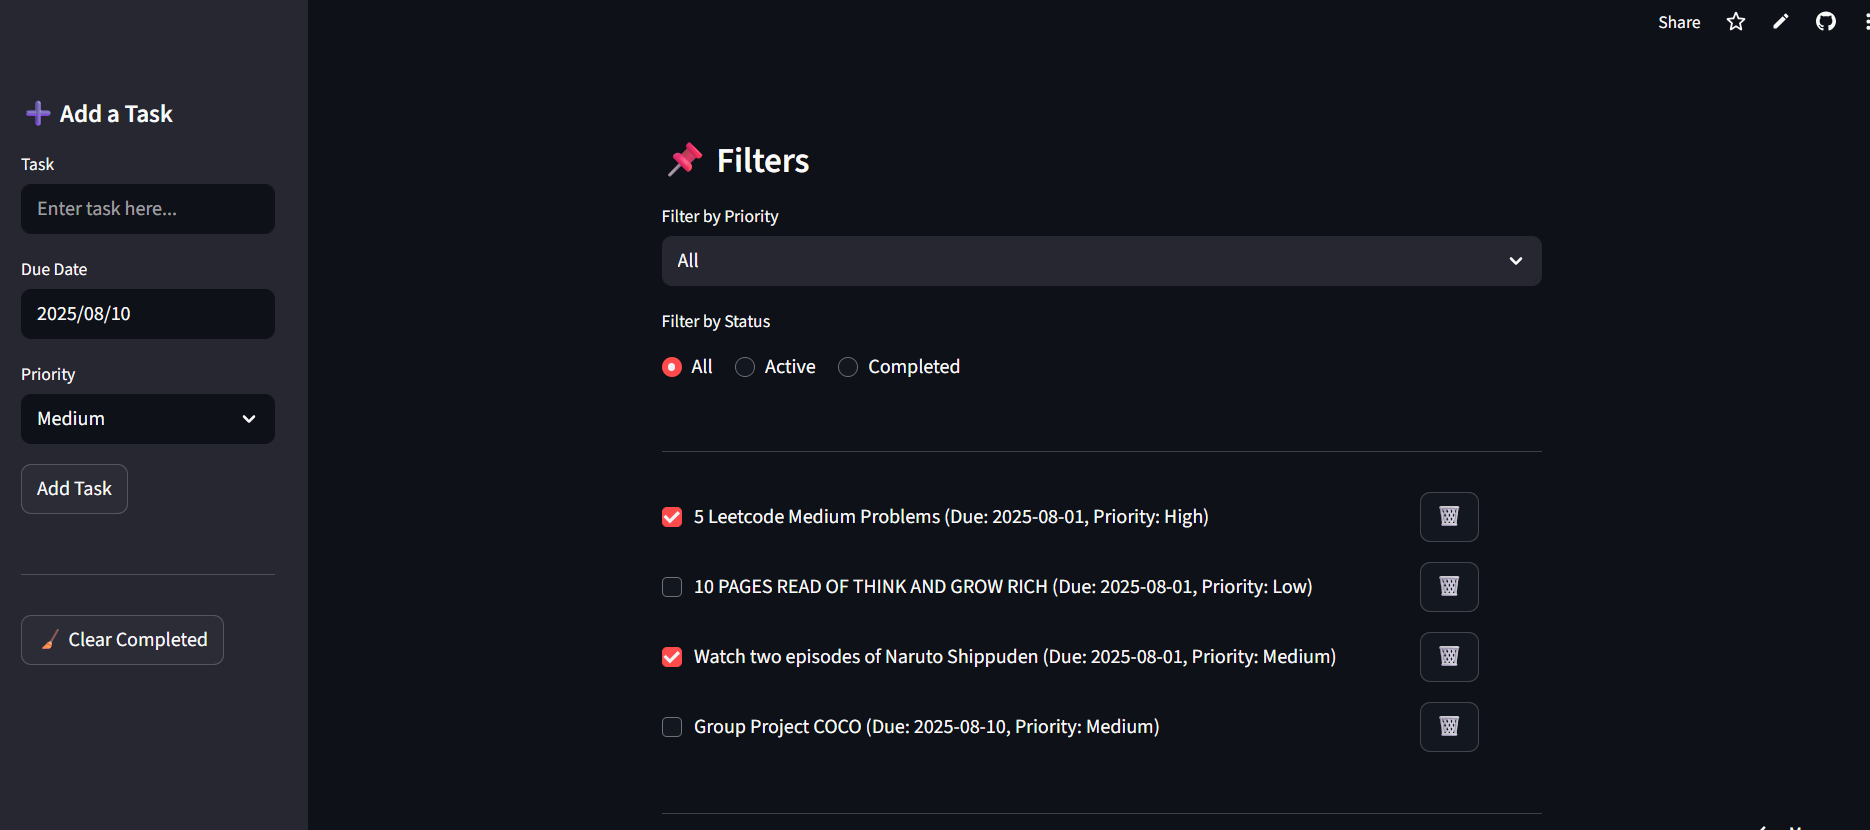 Share
Add a Task
Task
Enter task here...
Due Date
2025/08/10
Priority
Medium
Add Task
Clear Completed
Filters
Filter by Priority
All
Filter by Status
All
Active
Completed
5 Leetcode Medium Problems (Due: 2025-08-01, Priority: High)
10 PAGES READ OF THINK AND GROW RICH (Due: 2025-08-01, Priority: Low)
Watch two episodes of Naruto Shippuden (Due: 2025-08-01, Priority: Medium)
Group Project COCO (Due: 2025-08-10, Priority: Medium)